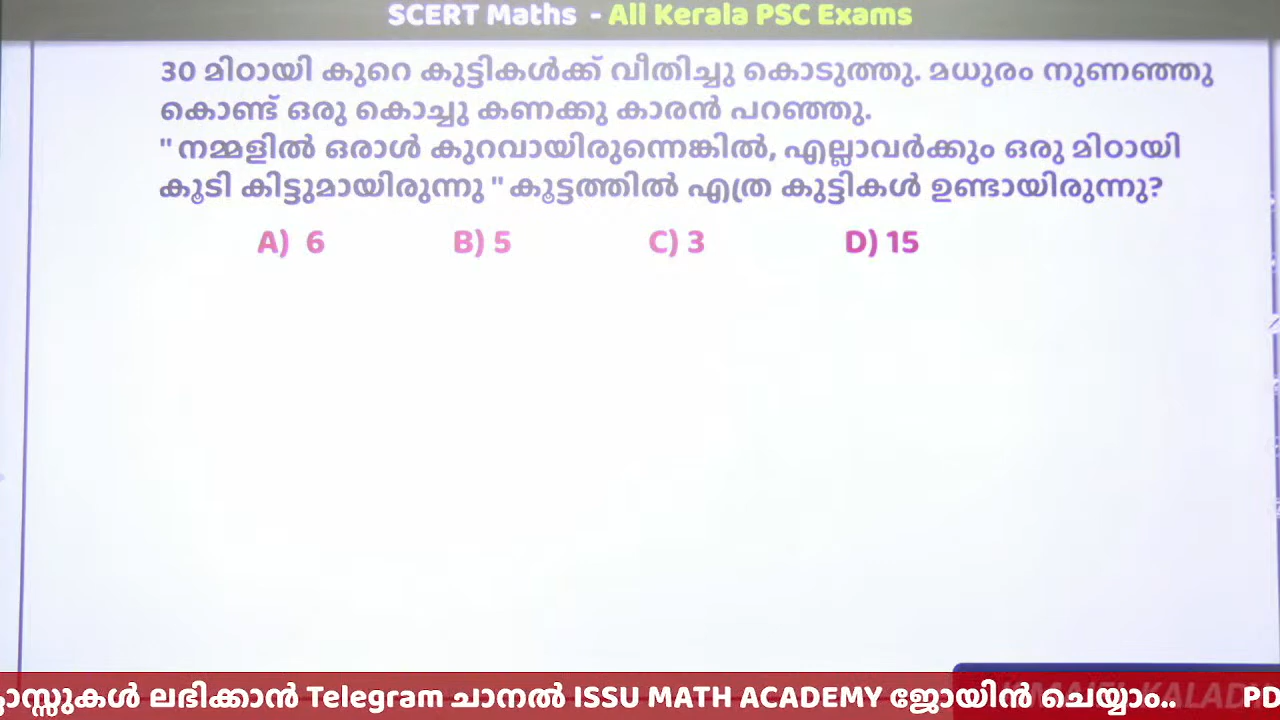 SCERT Maths - All Kerala PSC Exams
30 മിഠായി കുറെ കുട്ടികൾക്ക് വീതിച്ചു കൊടുത്തു. മധുരം നുണഞ്ഞു
കൊണ്ട് ഒരു കൊച്ചു കണക്കു കാരൻ പറഞ്ഞു.
" നമ്മളിൽ ഒരാൾ കുറവായിരുന്നെങ്കിൽ, എല്ലാവർക്കും ഒരു മിഠായി
കൂടി കിട്ടുമായിരുന്നു " കൂട്ടത്തിൽ എത്ര കുട്ടികൾ ഉണ്ടായിരുന്നു?
A) 6 B) 5 C) 3 D) 15
ലഭിക്കാൻ Telegram ചാനൽ ISSU MATH ACADEMY ജോയിൻ ചെയ്യാം.. PD